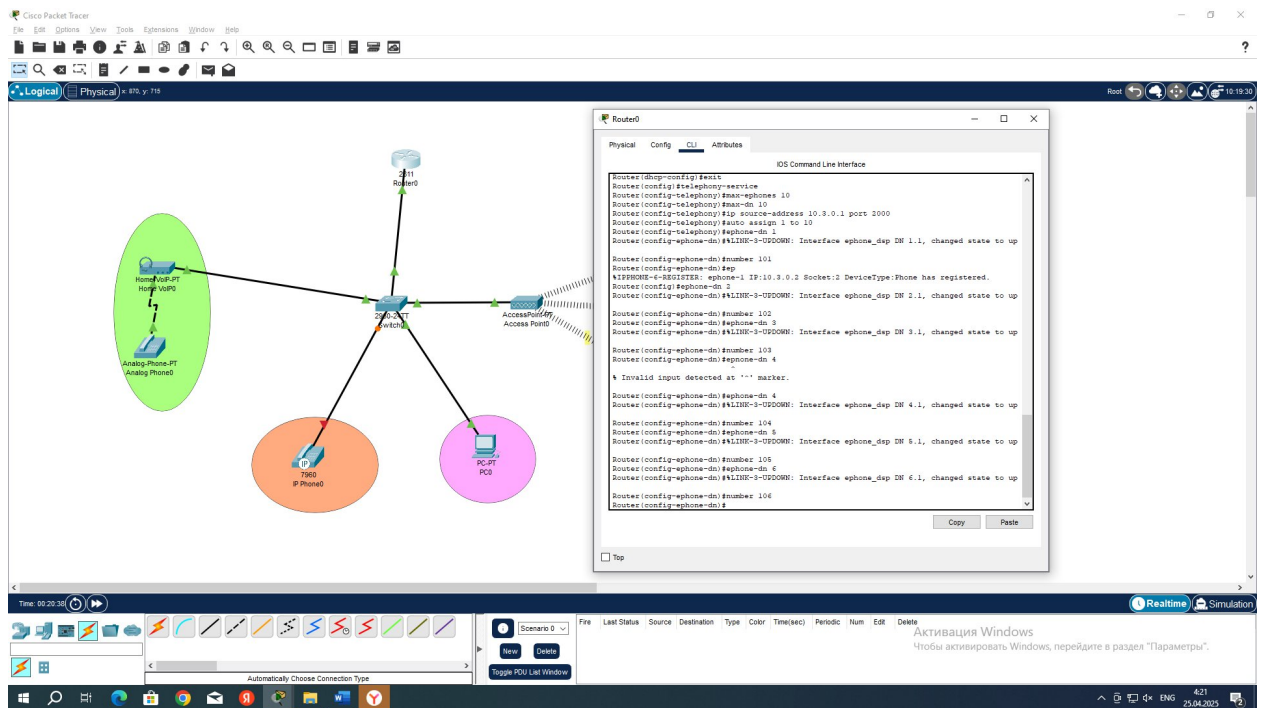 Cisco Packet Tracer
File Edit Options View Tools Extensions Window Help
?
Logical Physical x: 870, y: 715
Root 10:19:30
2811
Router0
Home VoIP-PT
Home VoIP0
Analog-Phone-PT
Analog Phone0
Switch0
AccessPoint-PT
Access Point0
IP
7960
IP Phone0
PC-PT
PC0
Router0
Physical Config CLI Attributes
IOS Command Line Interface
Router(dhcp-config)#exit
Router(config)#telephony-service
Router(config-telephony)#max-ephones 10
Router(config-telephony)#max-dn 10
Router(config-telephony)#ip source-address 10.3.0.1 port 2000
Router(config-telephony)#auto assign 1 to 10
Router(config-telephony)#ephone-dn 1
Router(config-ephone-dn)#%LINK-3-UPDOWN: Interface ephone_dsp DN 1.1, changed state to up
Router(config-ephone-dn)#number 101
Router(config-ephone-dn)#ep
%IPPHONE-6-REGISTER: ephone-1 IP:10.3.0.2 Socket:2 DeviceType:Phone has registered.
Router(config)#ephone-dn 2
Router(config-ephone-dn)#%LINK-3-UPDOWN: Interface ephone_dsp DN 2.1, changed state to up
Router(config-ephone-dn)#number 102
Router(config-ephone-dn)#ephone-dn 3
Router(config-ephone-dn)#%LINK-3-UPDOWN: Interface ephone_dsp DN 3.1, changed state to up
Router(config-ephone-dn)#number 103
Router(config-ephone-dn)#epnone-dn 4
^
% Invalid input detected at '^' marker.
Router(config-ephone-dn)#ephone-dn 4
Router(config-ephone-dn)#%LINK-3-UPDOWN: Interface ephone_dsp DN 4.1, changed state to up
Router(config-ephone-dn)#number 104
Router(config-ephone-dn)#ephone-dn 5
Router(config-ephone-dn)#%LINK-3-UPDOWN: Interface ephone_dsp DN 5.1, changed state to up
Router(config-ephone-dn)#number 105
Router(config-ephone-dn)#ephone-dn 6
Router(config-ephone-dn)#%LINK-3-UPDOWN: Interface ephone_dsp DN 6.1, changed state to up
Router(config-ephone-dn)#number 106
Router(config-ephone-dn)#
Copy Paste
Top
Time: 00:20:38
Realtime Simulation
Automatically Choose Connection Type
Scenario 0
New Delete
Toggle PDU List Window
Fire Last Status Source Destination Type Color Time(sec) Periodic Num Edit Delete
Активация Windows
Чтобы активировать Windows, перейдите в раздел "Параметры".
ENG 4:21
25.04.2025